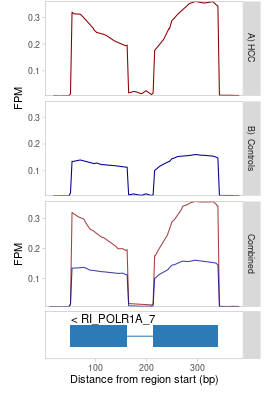 0.3
0.2
0.1
A) HCC
FPM
0.3
0.2
0.1
B) Controls
0.3
0.2
0.1
Combined
FPM
< RI_POLR1A_7
100 200 300
Distance from region start (bp)